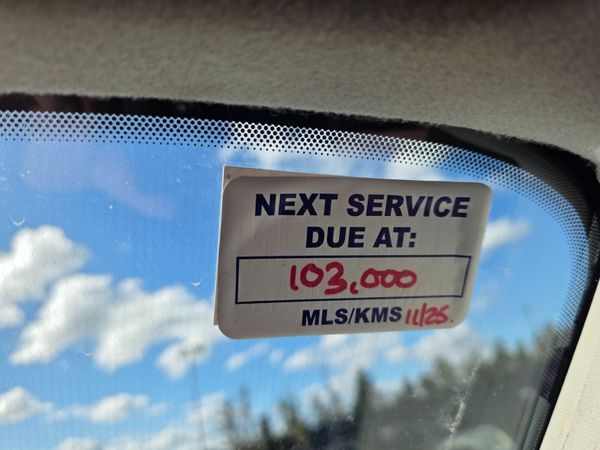 NEXT SERVICE
DUE AT:
103,000
MLS/KMS 11/25